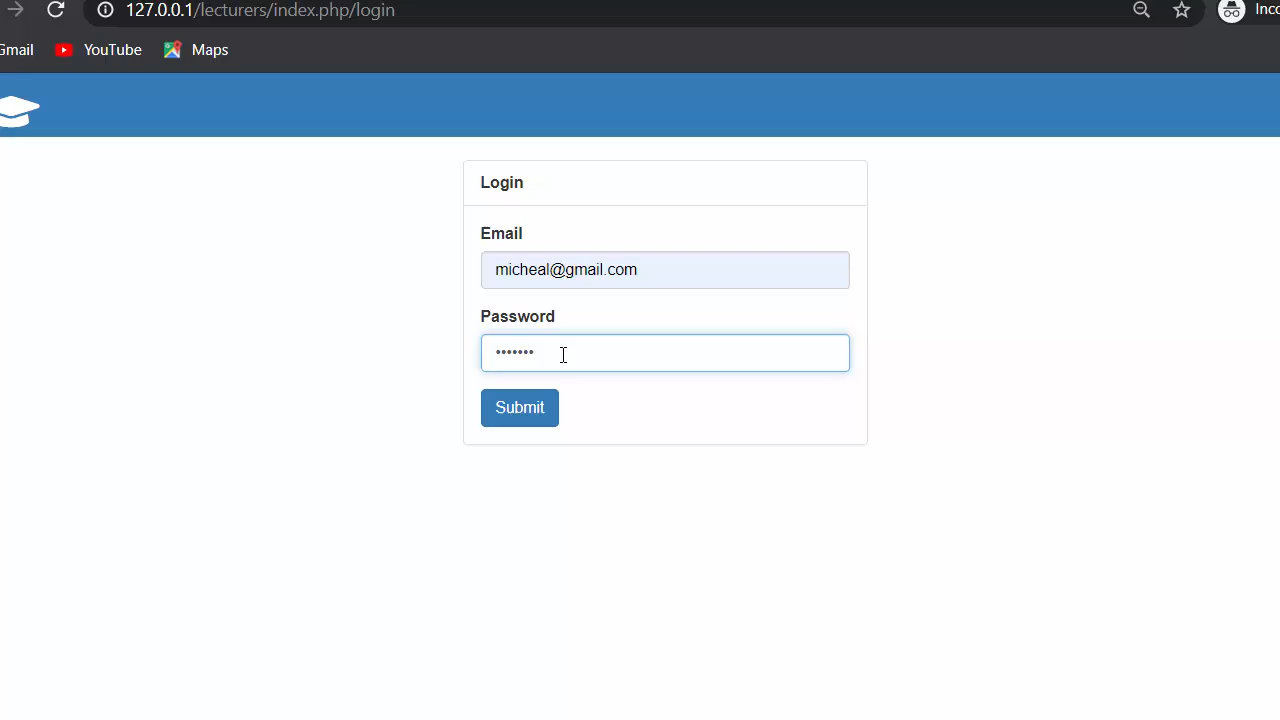 127.0.0.1/lecturers/index.php/login
Gmail YouTube Maps
Login
Email
micheal@gmail.com
Password
•••••••
Submit